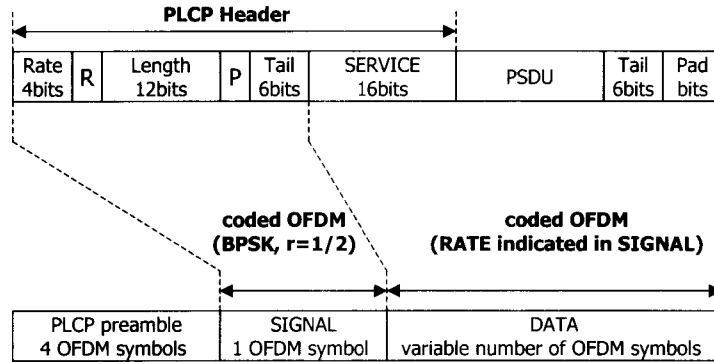 PLCP Header
Rate R Length P Tail SERVICE PSDU Tail Pad
4bits 12bits 6bits 16bits 6bits bits
coded OFDM coded OFDM
(BPSK, r=1/2) (RATE indicated in SIGNAL)
PLCP preamble SIGNAL DATA
4 OFDM symbols 1 OFDM symbol variable number of OFDM symbols